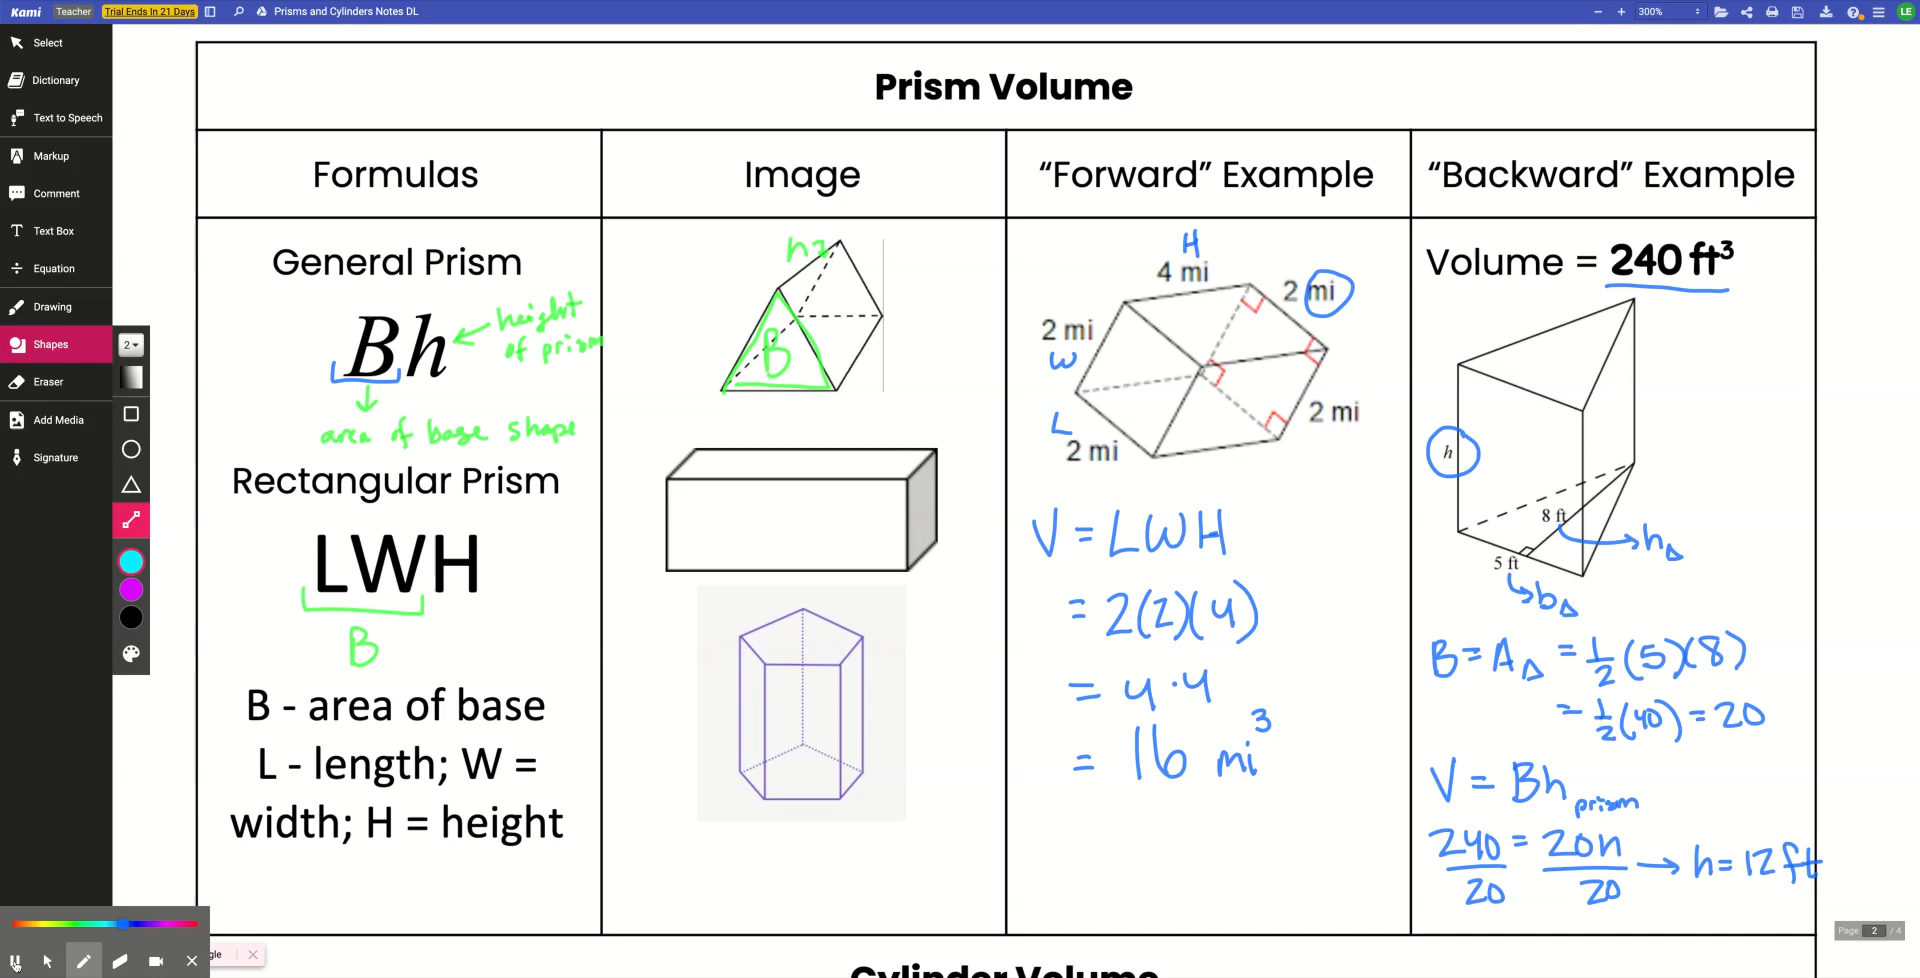 Kami Teacher Trial Ends In 21 Days Prisms and Cylinders Notes DL 300% LE
Select
Dictionary
Text to Speech
Markup
Comment
Text Box
Equation
Drawing
Shapes
Eraser
Add Media
Signature
2
Prism Volume
Formulas
Image
“Forward” Example
“Backward” Example
General Prism
Bh
height
of prism
area of base shape
Rectangular Prism
LWH
B
B - area of base
L - length; W =
width; H = height
h
B
H
4 mi
2 mi
2 mi
W
2 mi
L
2 mi
V = LWH
= 2(2)(4)
= 4 · 4
= 16 mi³
Volume = 240 ft³
h
8 ft
h△
5 ft
b△
B = A△ = 1/2 (5)(8)
= 1/2 (40) = 20
V = Bh prism
240 = 20h → h = 12 ft
20 20
Page 2 / 4
gle
Cylinder Volume